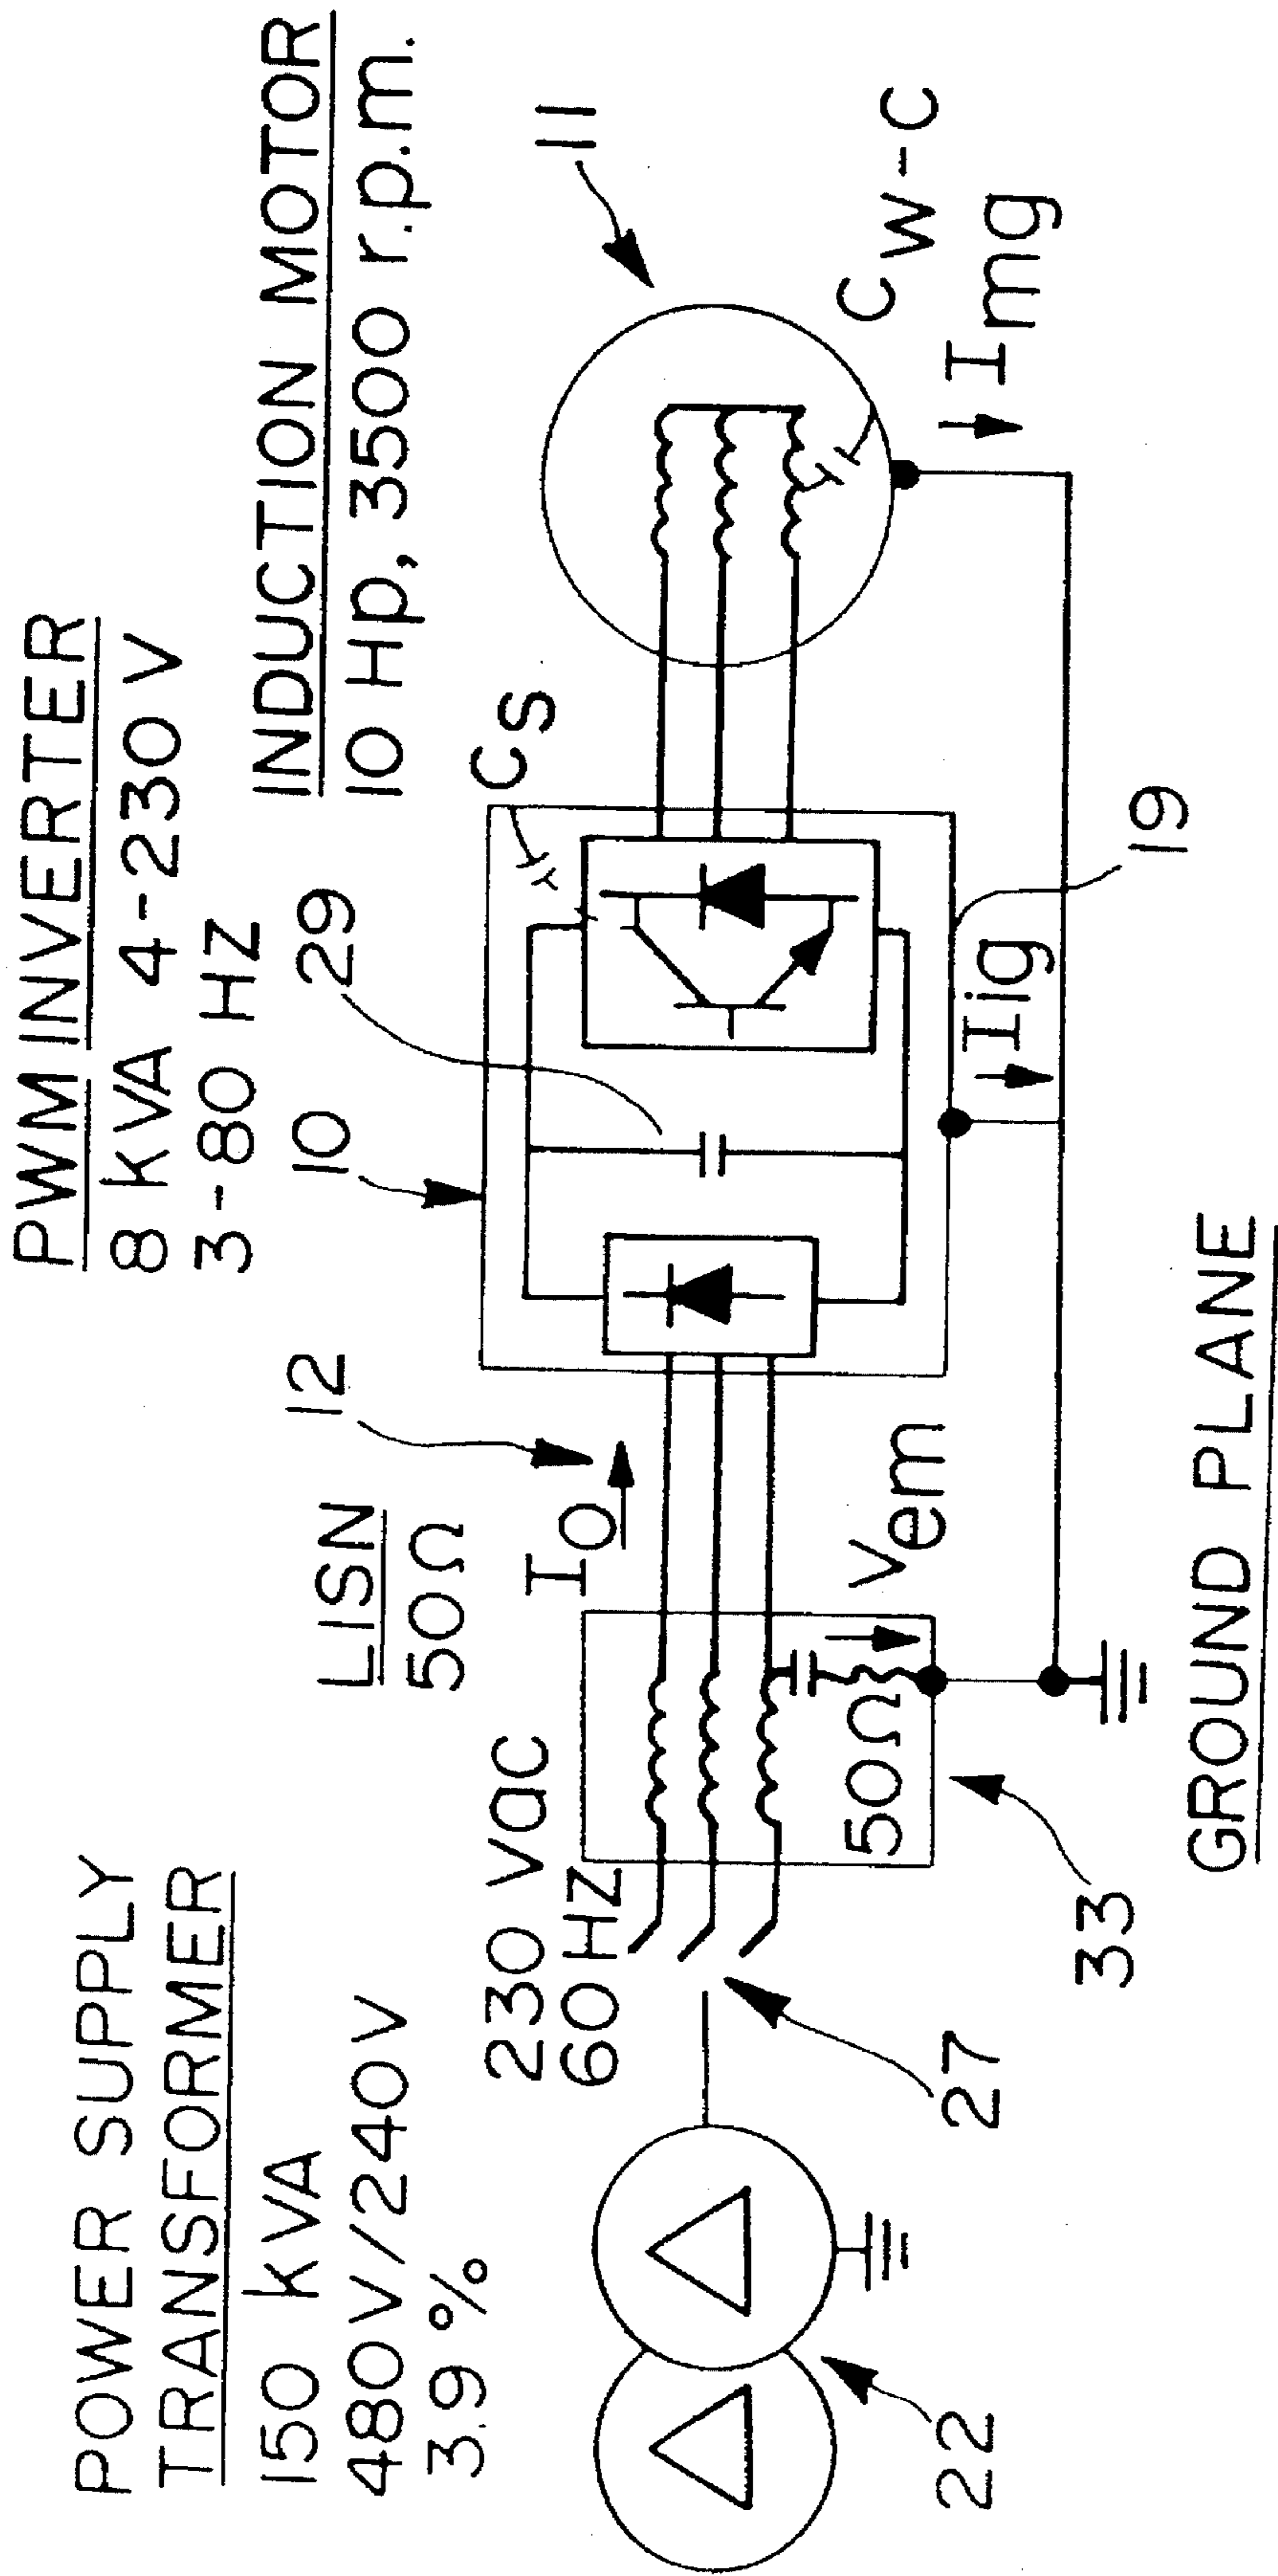 POWER SUPPLY
TRANSFORMER
150 KVA
480V/240V
3.9 %
230 Vac
60 HZ
LISN
50Ω
PWM INVERTER
8 KVA 4-230 V
3-80 HZ
INDUCTION MOTOR
10 Hp, 3500 r.p.m.
12
10
29
Cs
11
Io
50Ω
Vem
Iig
Cw-c
Img
22
27
33
19
GROUND PLANE